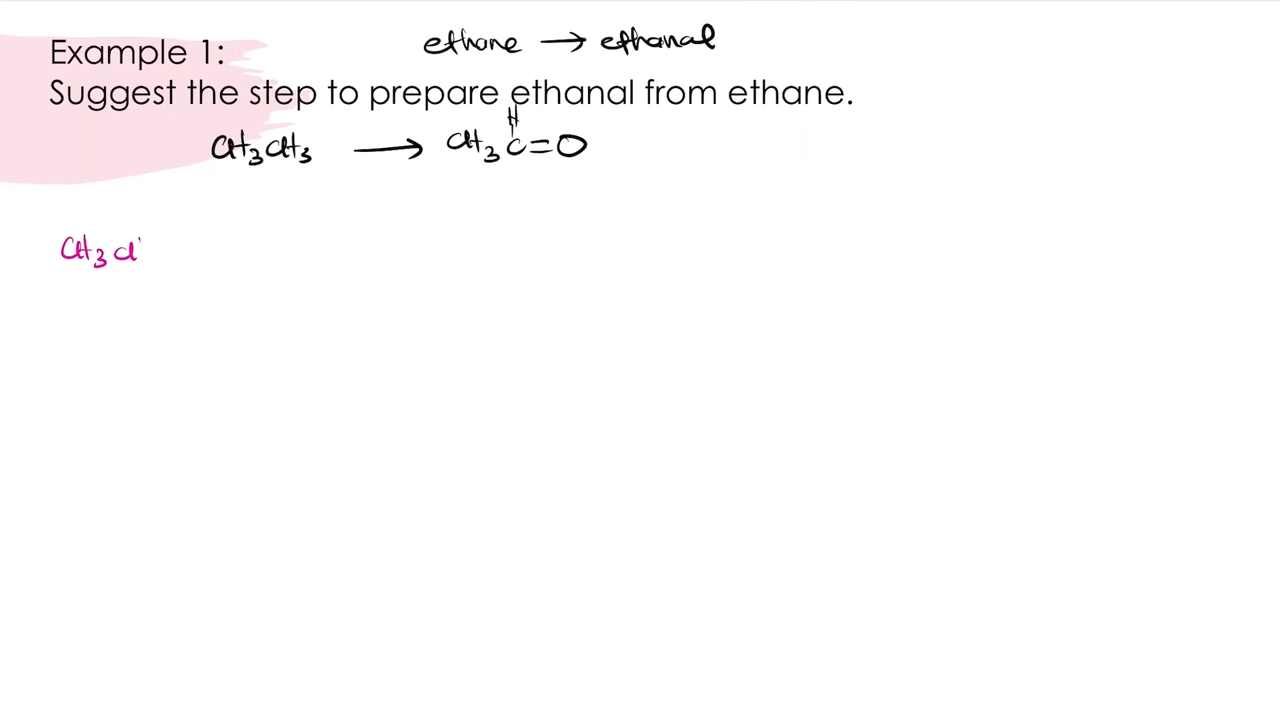 ethane → ethanal
Example 1:
Suggest the step to prepare ethanal from ethane.
H
CH3CH3 → CH3C=O
CH3C